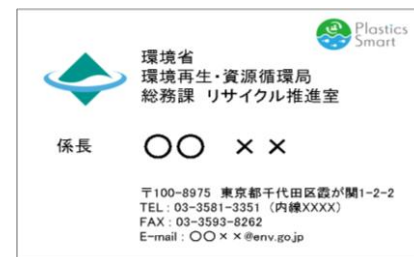 Plastics
Smart
環境省
環境再生・資源循環局
総務課 リサイクル推進室
係長 〇〇 ××
〒100-8975 東京都千代田区霞が関1-2-2
TEL：03-3581-3351（内線XXXX）
FAX：03-3593-8262
E-mail：〇〇××@env.go.jp